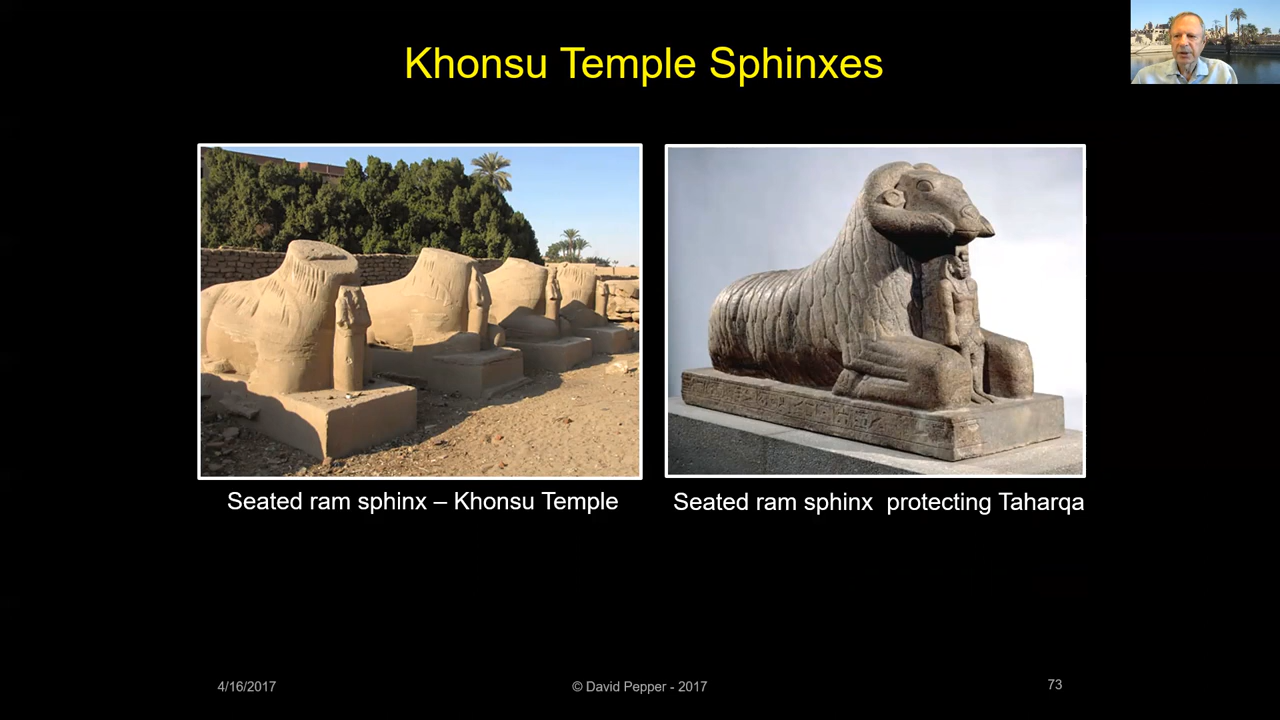 Khonsu Temple Sphinxes
Seated ram sphinx – Khonsu Temple
Seated ram sphinx  protecting Taharqa
4/16/2017
© David Pepper - 2017
73